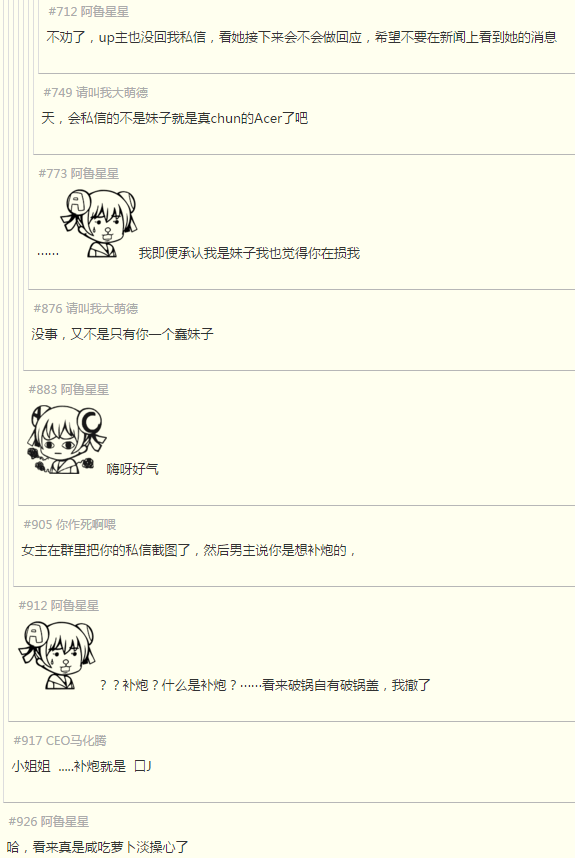 #712 阿鲁星星
不劝了，up主也没回我私信，看她接下来会不会做回应，希望不要在新闻上看到她的消息
#749 请叫我大萌德
天，会私信的不是妹子就是真chun的Acer了吧
#773 阿鲁星星
……我即便承认我是妹子我也觉得你在损我
#876 请叫我大萌德
没事，又不是只有你一个蠢妹子
#883 阿鲁星星
嗨呀好气
#905 你作死啊喂
女主在群里把你的私信截图了，然后男主说你是想补炮的，
#912 阿鲁星星
？？补炮？什么是补炮？……看来破锅自有破锅盖，我撤了
#917 CEO马化腾
小姐姐 .....补炮就是 囗J
#926 阿鲁星星
哈，看来真是咸吃萝卜淡操心了